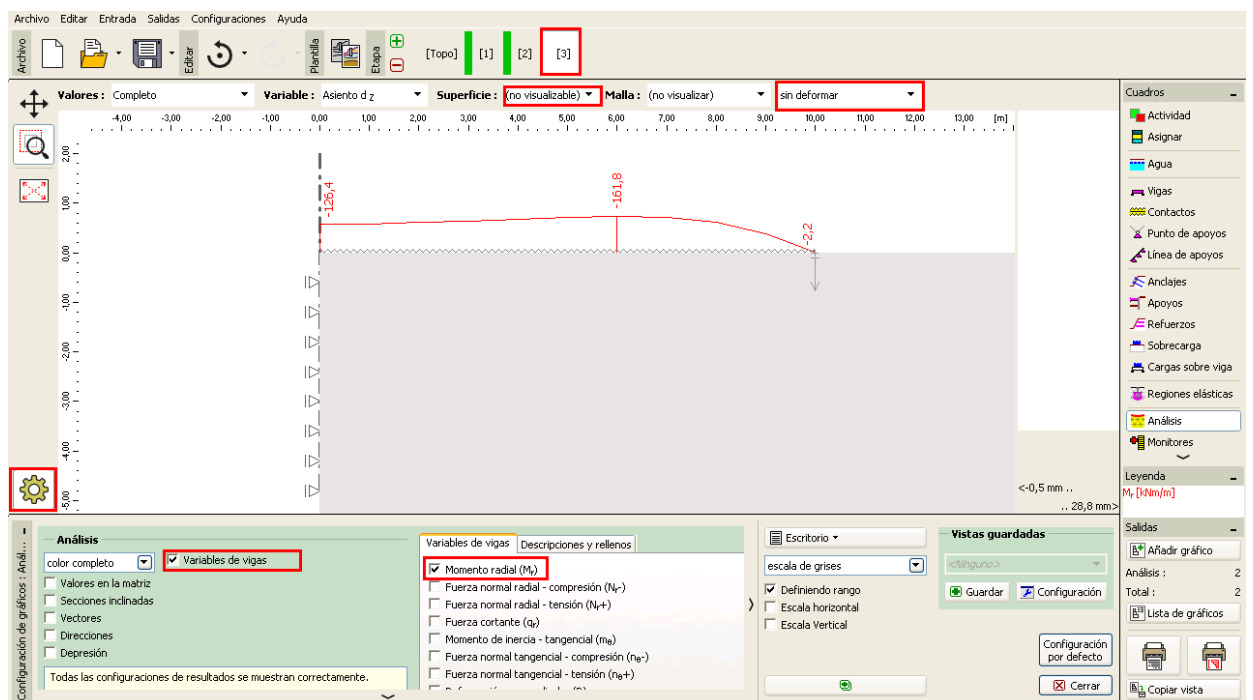 Archivo Editar Entrada Salidas Configuraciones Ayuda
Archivo
Editar
Plantilla
Etapa
[Topo] [1] [2] [3]
Valores : Completo Variable : Asiento d z Superficie : (no visualizable) Malla : (no visualizar) sin deformar
-4,00 -3,00 -2,00 -1,00 0,00 1,00 2,00 3,00 4,00 5,00 6,00 7,00 8,00 9,00 10,00 11,00 12,00 13,00 [m]
2,00
1,00
0,00
-1,00
-2,00
-3,00
-4,00
-5,00
-126,4
-161,8
-2,2
<-0,5 mm ..
.. 28,8 mm>
Cuadros
Actividad
Asignar
Agua
Vigas
Contactos
Punto de apoyos
Línea de apoyos
Anclajes
Apoyos
Refuerzos
Sobrecarga
Cargas sobre viga
Regiones elásticas
Análisis
Monitores
Leyenda
Mr [kNm/m]
Configuración de gráficos : Anál...
Análisis
color completo
Variables de vigas
Valores en la matriz
Secciones inclinadas
Vectores
Direcciones
Depresión
Todas las configuraciones de resultados se muestran correctamente.
Variables de vigas Descripciones y rellenos
Momento radial (Mr)
Fuerza normal radial - compresión (Nr-)
Fuerza normal radial - tensión (Nr+)
Fuerza cortante (qr)
Momento de inercia - tangencial (mθ)
Fuerza normal tangencial - compresión (nθ-)
Fuerza normal tangencial - tensión (nθ+)
Escritorio
escala de grises
Definiendo rango
Escala horizontal
Escala Vertical
Vistas guardadas
<Ninguno>
Guardar Configuración
Configuración
por defecto
Cerrar
Salidas
Añadir gráfico
Análisis : 2
Total : 2
Lista de gráficos
Copiar vista